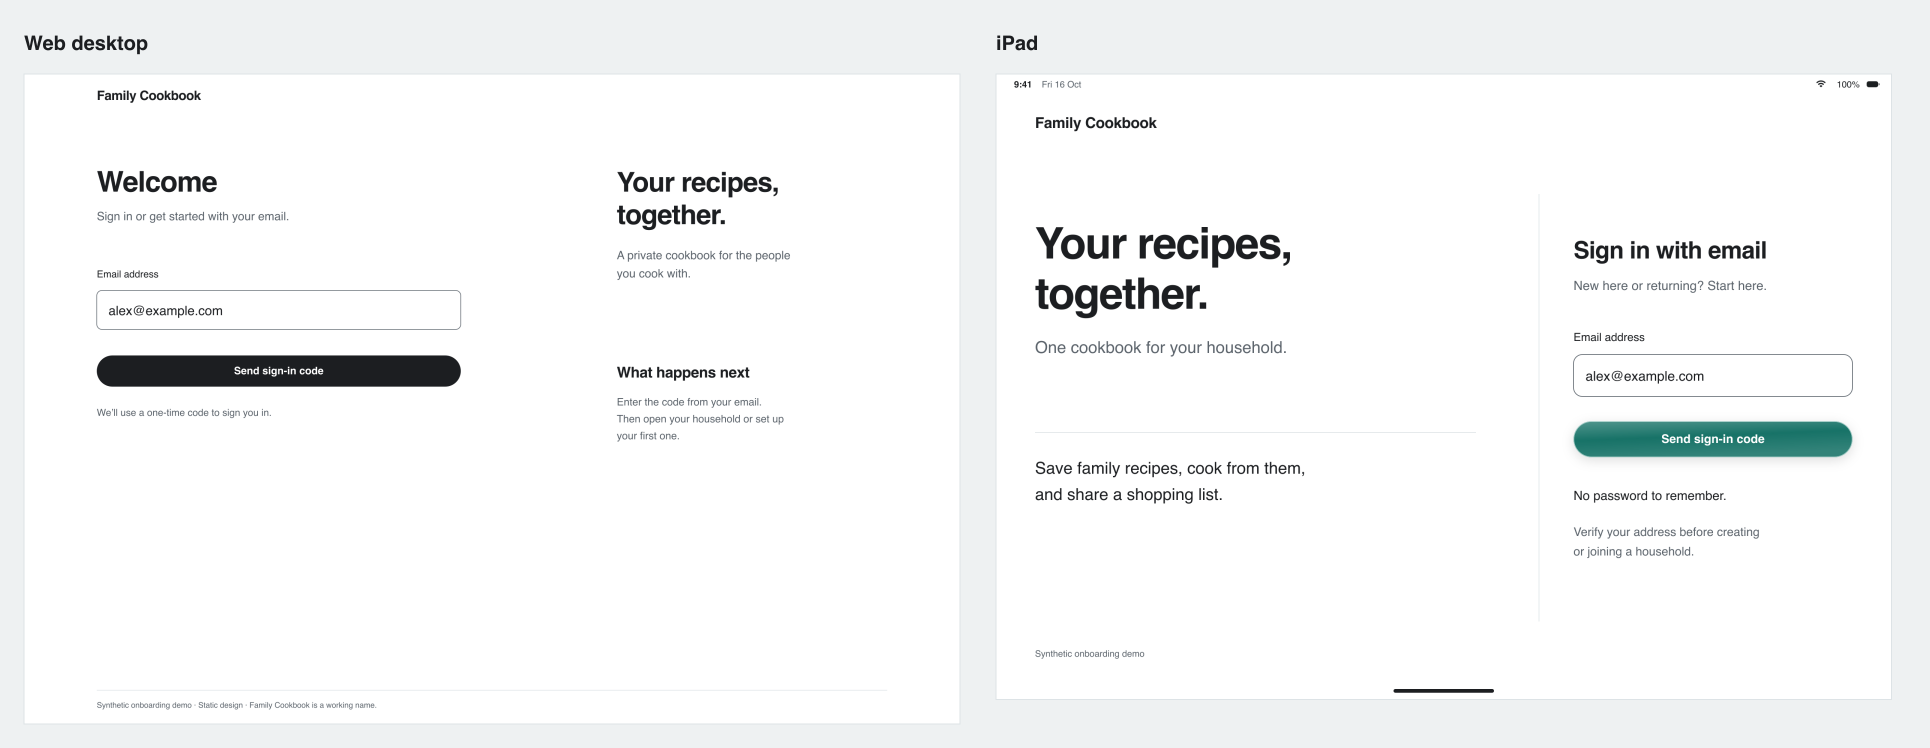 Web desktop
Family Cookbook
Welcome
Sign in or get started with your email.
Email address
alex@example.com
Send sign-in code
We'll use a one-time code to sign you in.
Your recipes,
together.
A private cookbook for the people
you cook with.
What happens next
Enter the code from your email.
Then open your household or set up
your first one.
Synthetic onboarding demo · Static design · Family Cookbook is a working name.
iPad
9:41 Fri 16 Oct
100%
Family Cookbook
Your recipes,
together.
One cookbook for your household.
Save family recipes, cook from them,
and share a shopping list.
Sign in with email
New here or returning? Start here.
Email address
alex@example.com
Send sign-in code
No password to remember.
Verify your address before creating
or joining a household.
Synthetic onboarding demo